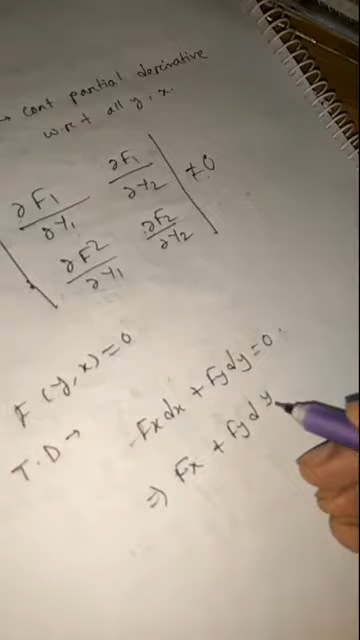 → cont partial derivative
w.r.t all y, x.
| ∂F₁/∂Y₁ ∂F₁/∂Y₂ | ≠ 0
| ∂F2/∂Y₁ ∂F₂/∂Y₂ |
F (y, x) = 0
T.D → Fx dx + Fy dy = 0.
⇒ Fx + Fy dy